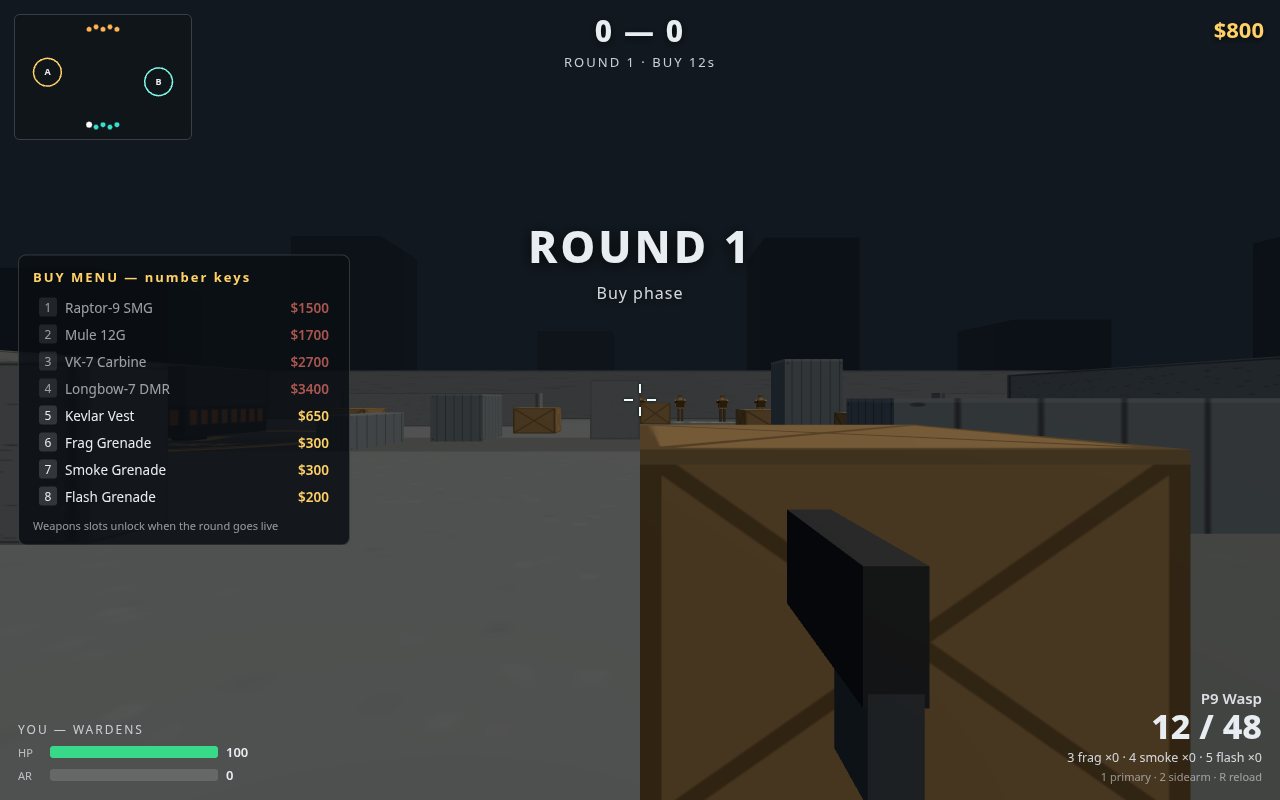 A
B
0 — 0
ROUND 1 · BUY 12s
$800
ROUND 1
Buy phase
BUY MENU — number keys
1 Raptor-9 SMG $1500
2 Mule 12G $1700
3 VK-7 Carbine $2700
4 Longbow-7 DMR $3400
5 Kevlar Vest $650
6 Frag Grenade $300
7 Smoke Grenade $300
8 Flash Grenade $200
Weapons slots unlock when the round goes live
YOU — WARDENS
HP 100
AR 0
P9 Wasp
12 / 48
3 frag ×0 · 4 smoke ×0 · 5 flash ×0
1 primary · 2 sidearm · R reload